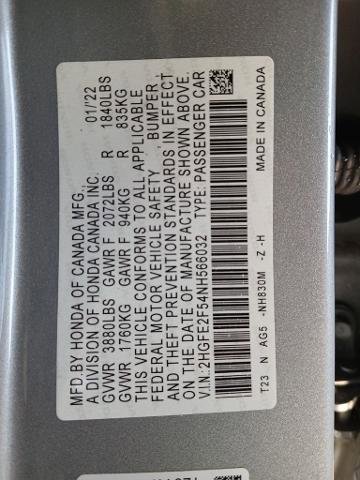 MFD.BY HONDA OF CANADA MFG., 01/'22
A DIVISION OF HONDA CANADA INC.
GVWR 3880LBS GAWR F 2072LBS R 1840LBS
GVWR 1760KG GAWR F 940KG R 835KG
THIS VEHICLE CONFORMS TO ALL APPLICABLE
FEDERAL MOTOR VEHICLE SAFETY , BUMPER ,
AND THEFT PREVENTION STANDARDS IN EFFECT
ON THE DATE OF MANUFACTURE SHOWN ABOVE.
V.I.N.:2HGFE2F54NH566032 TYPE: PASSENGER CAR
T23 N AG5 -NH830M -Z -H MADE IN CANADA